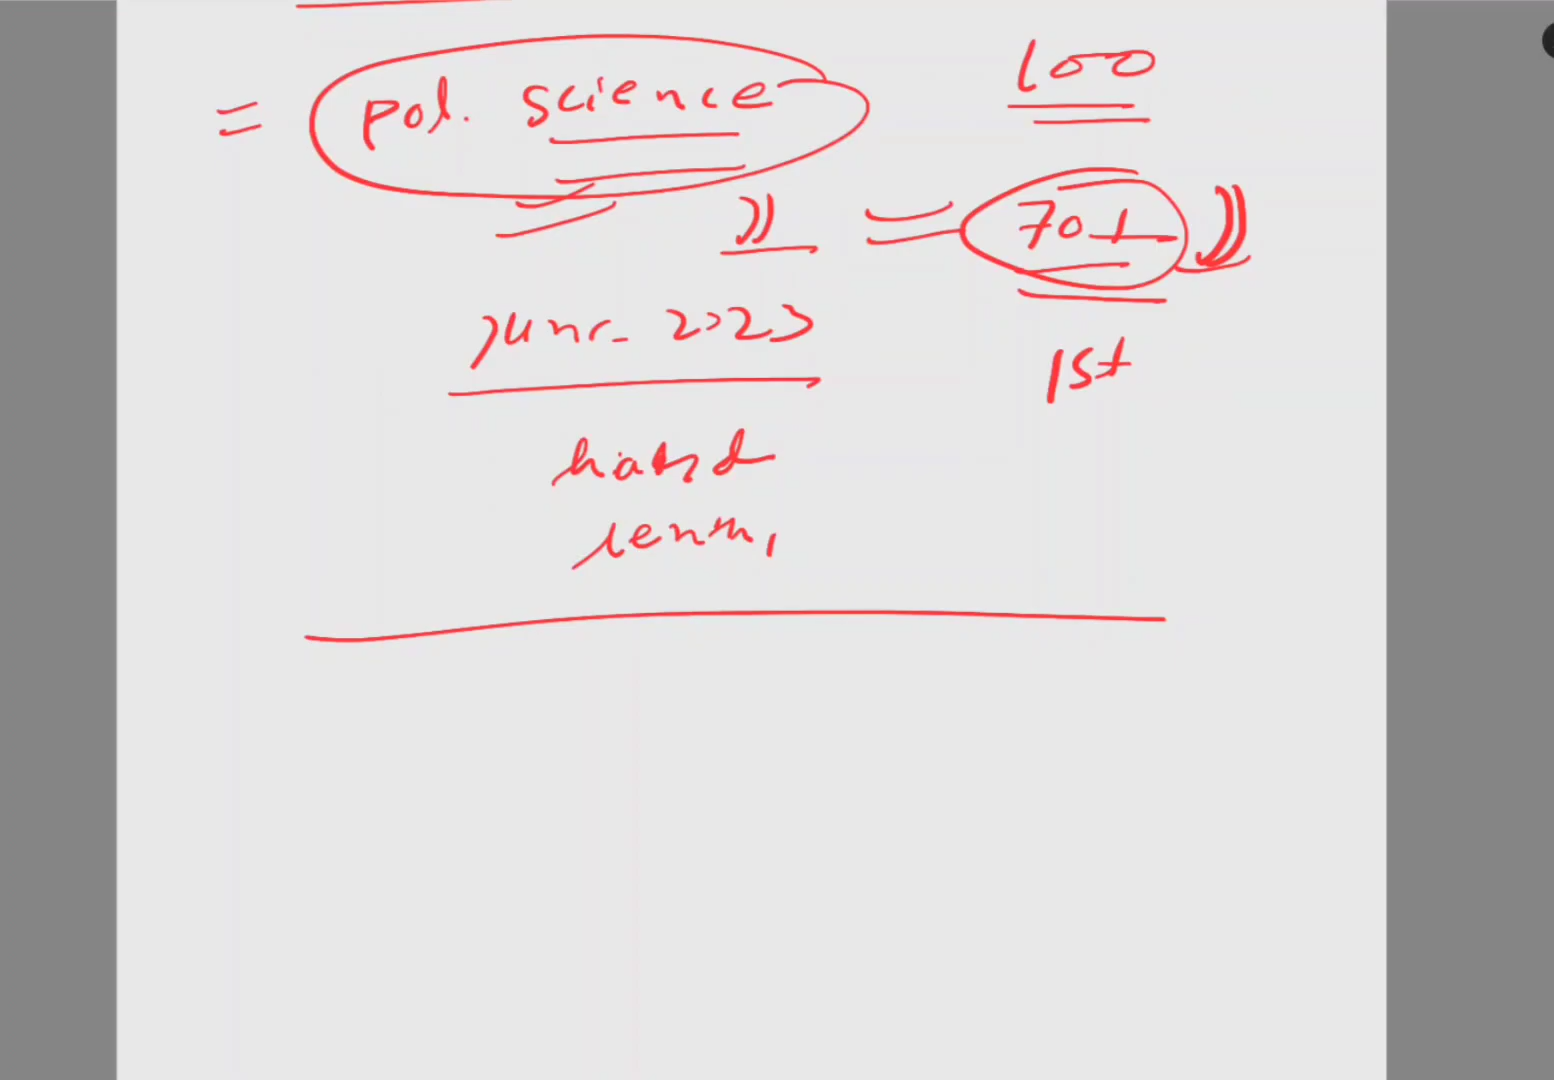 = pol. science 100
= 70+
June - 2023
1st
hard